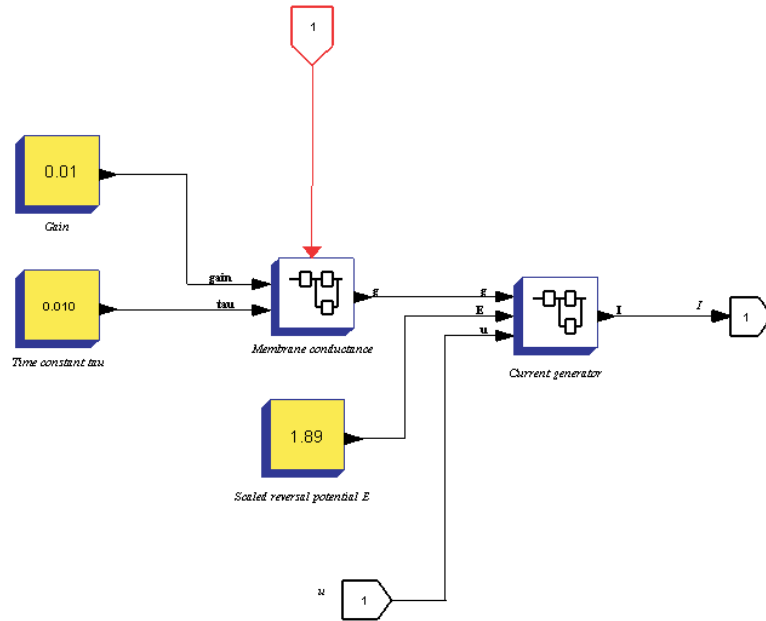 1
0.01
Gain
gain
0.010
tau
g
g
E
u
I
I
1
Time constant tau
Membrane conductance
Current generator
1.89
Scaled reversal potential E
u
1